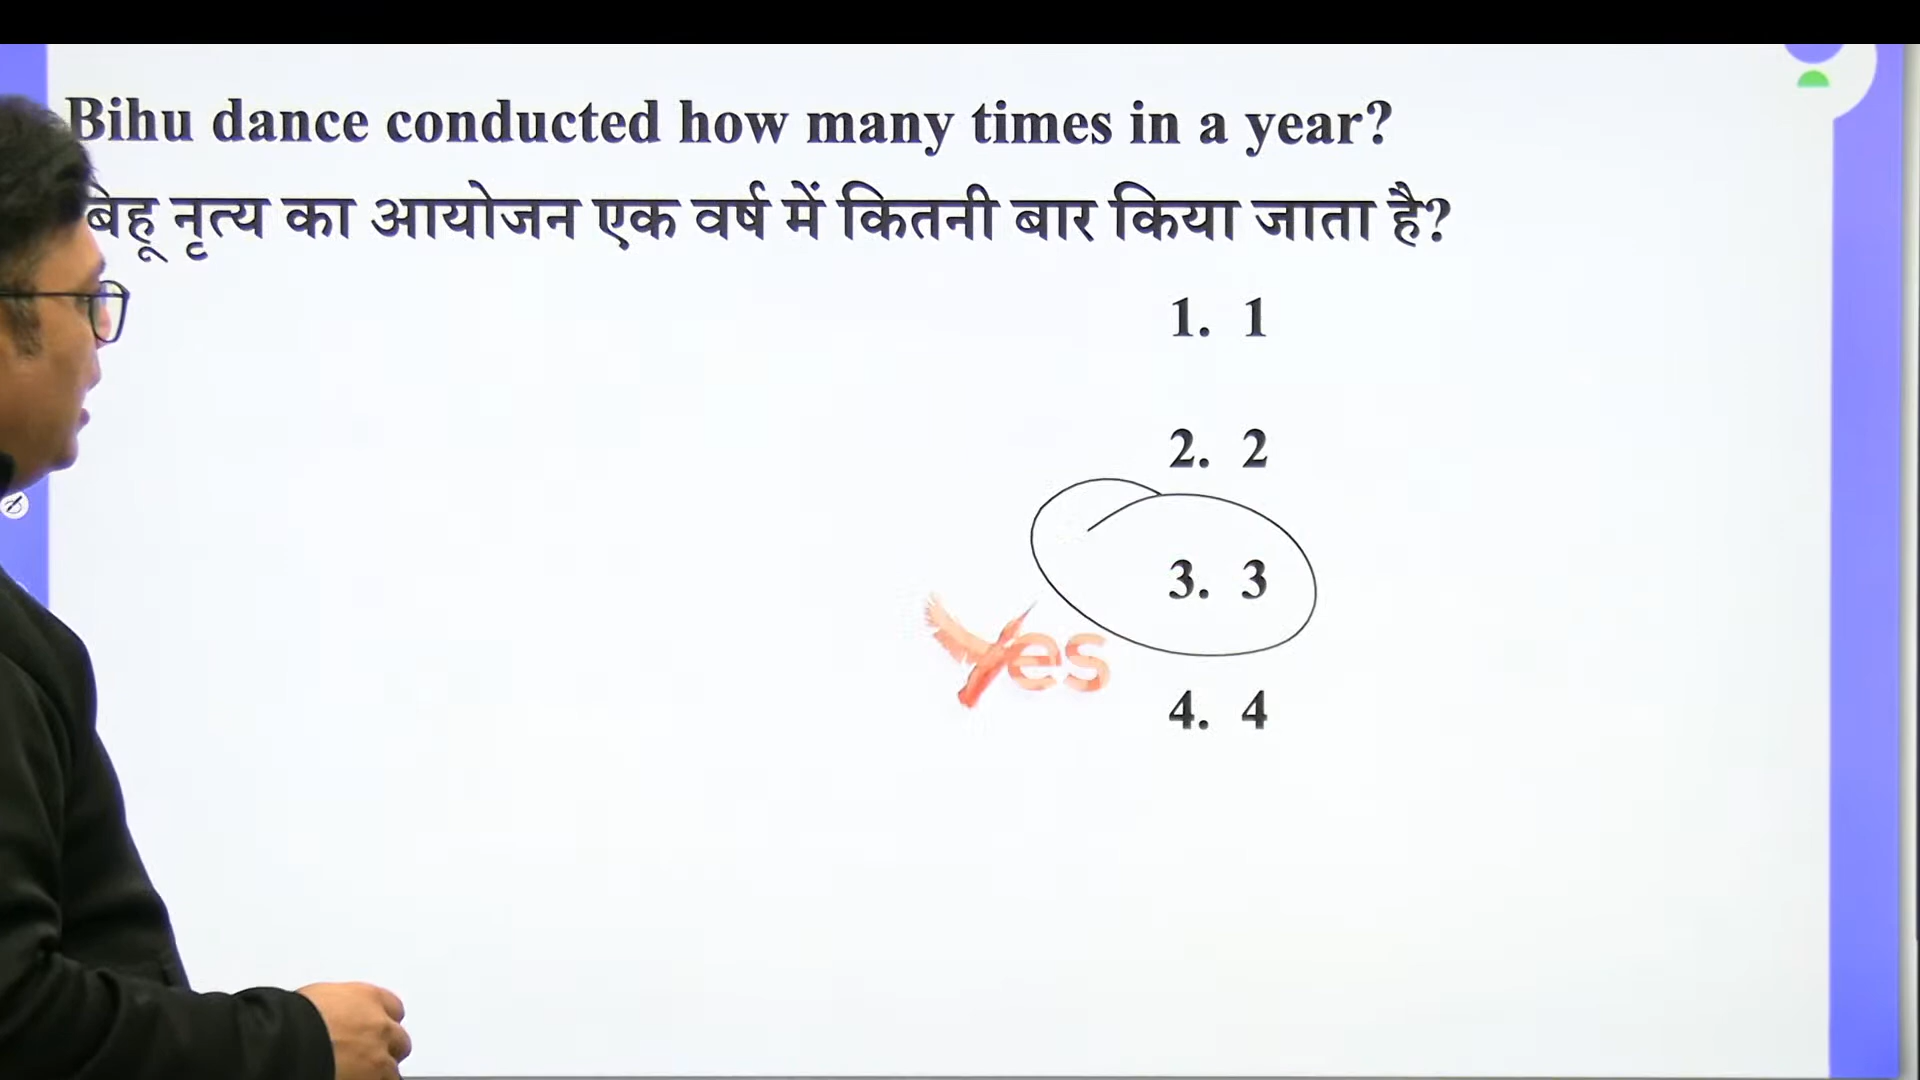 Bihu dance conducted how many times in a year?
बिहू नृत्य का आयोजन एक वर्ष में कितनी बार किया जाता है?
1. 1
2. 2
3. 3
Yes
4. 4